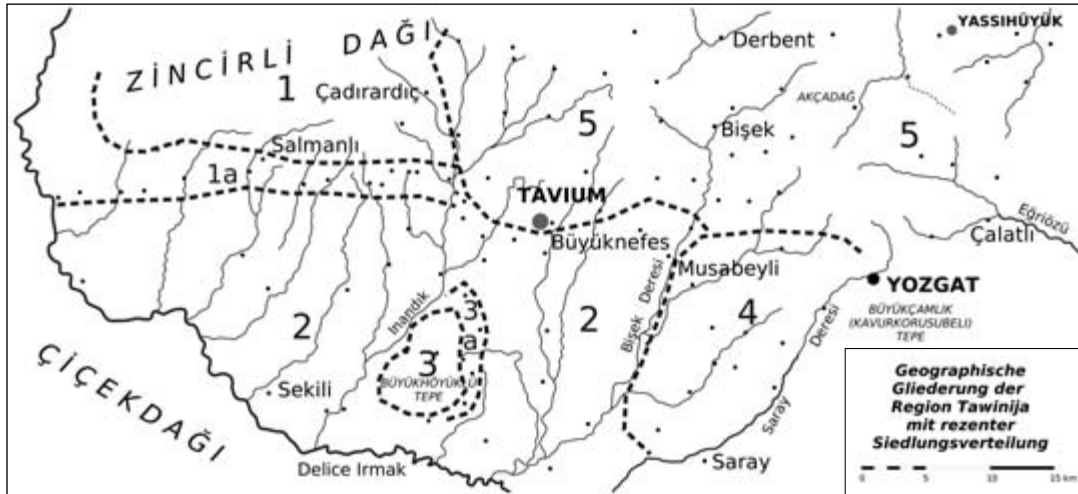 YASSIHÜYÜK
ZİNCİRLİ DAĞI
Derbent
1
Çadırardıç
AKÇADAĞ
5
Bişek
5
Salmanlı
1a
TAVIUM
Eğriözü
Büyüknefes
Çalatlı
Musabeyli
YOZGAT
Inandık
3
a
2
2
Bişek Deresi
4
BÜYÜKÇAMLIK
(KAVURKORUSUBELİ)
TEPE
3
BÜYÜKHÖYÜKLÜ
TEPE
Sekili
ÇİÇEKDAĞI
Saray Deresi
Delice Irmak
Saray
Geographische
Gliederung der
Region Tawinija
mit rezenter
Siedlungsverteilung
0 5 10 15 km